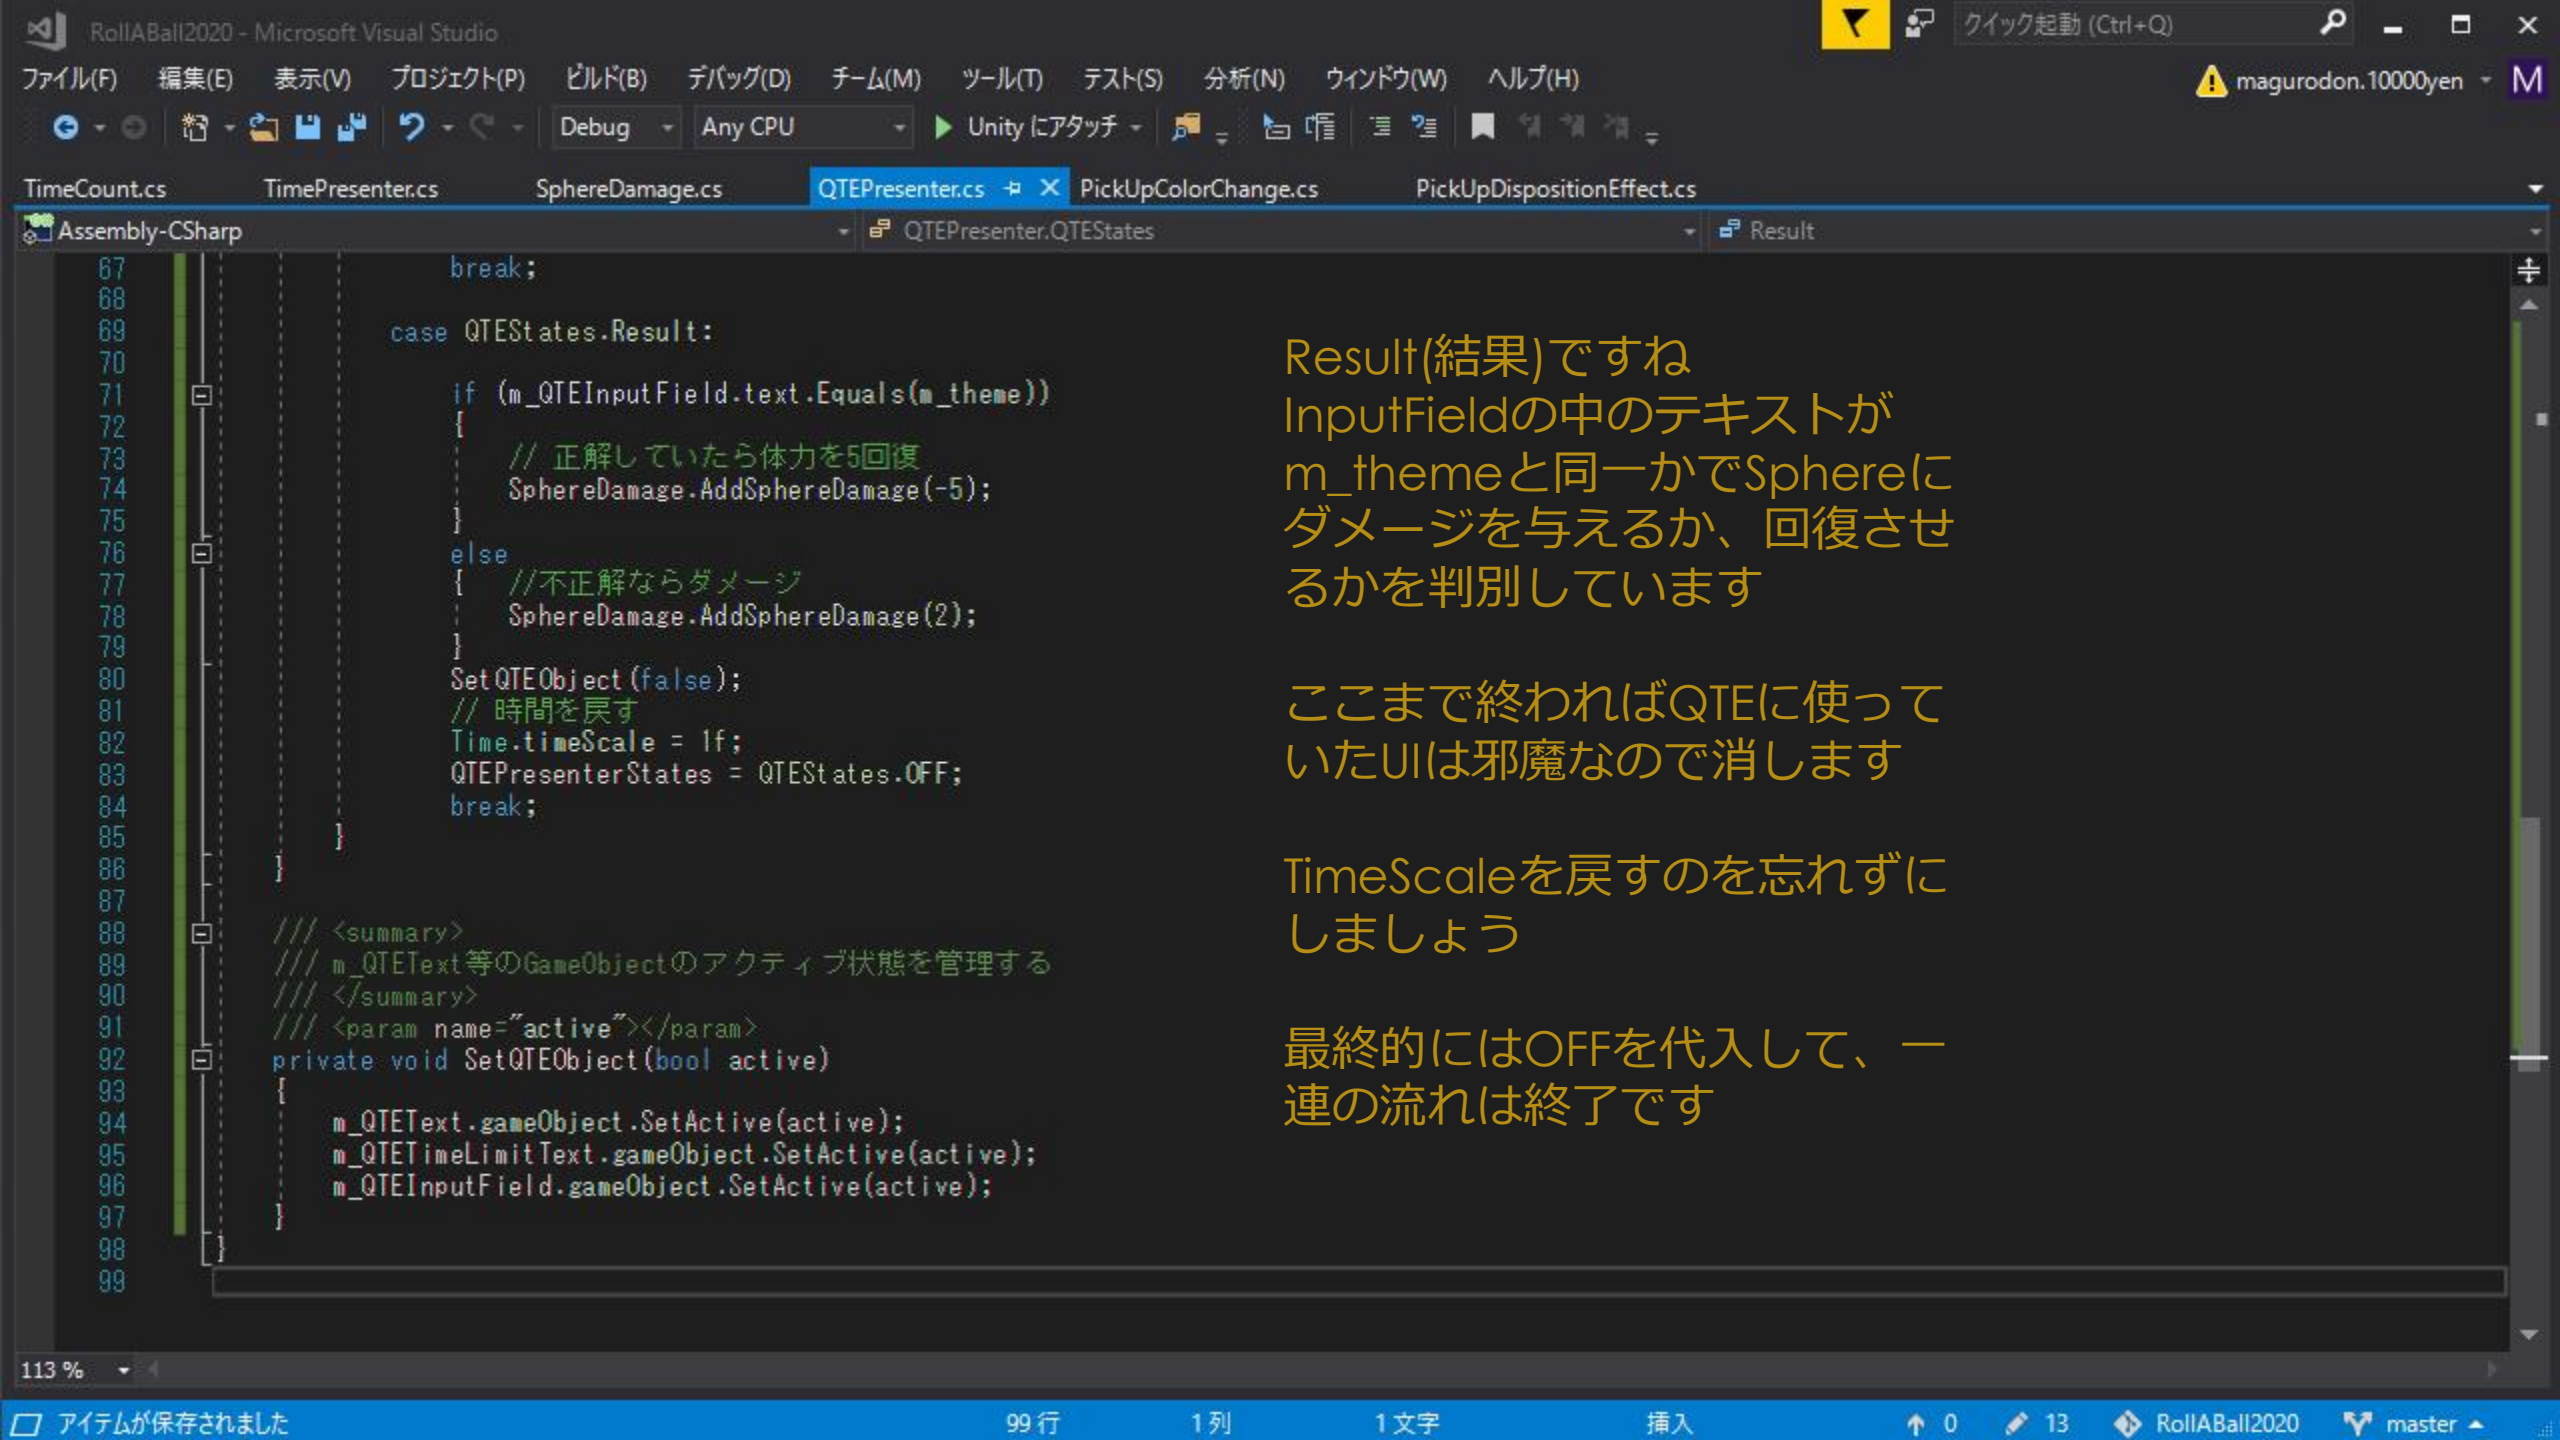 RollABall2020 - Microsoft Visual Studio
クイック起動 (Ctrl+Q)
ファイル(F) 編集(E) 表示(V) プロジェクト(P) ビルド(B) デバッグ(D) チーム(M) ツール(T) テスト(S) 分析(N) ウィンドウ(W) ヘルプ(H)
magurodon.10000yen M
Debug Any CPU Unity にアタッチ
TimeCount.cs TimePresenter.cs SphereDamage.cs QTEPresenter.cs PickUpColorChange.cs PickUpDispositionEffect.cs
Assembly-CSharp QTEPresenter.QTEStates Result
67 break;
68
69 case QTEStates.Result:
70
71 if (m_QTEInputField.text.Equals(m_theme))
72 {
73 // 正解していたら体力を5回復
74 SphereDamage.AddSphereDamage(-5);
75 }
76 else
77 { //不正解ならダメージ
78 SphereDamage.AddSphereDamage(2);
79 }
80 SetQTEObject(false);
81 // 時間を戻す
82 Time.timeScale = 1f;
83 QTEPresenterStates = QTEStates.OFF;
84 break;
85 }
86 }
87
88 /// <summary>
89 /// m_QTEText等のGameObjectのアクティブ状態を管理する
90 /// </summary>
91 /// <param name="active"></param>
92 private void SetQTEObject(bool active)
93 {
94 m_QTEText.gameObject.SetActive(active);
95 m_QTETimeLimitText.gameObject.SetActive(active);
96 m_QTEInputField.gameObject.SetActive(active);
97 }
98 }
99
Result(結果)ですね
InputFieldの中のテキストが
m_themeと同一かでSphereに
ダメージを与えるか、回復させ
るかを判別しています
ここまで終わればQTEに使って
いたUIは邪魔なので消します
TimeScaleを戻すのを忘れずに
しましょう
最終的にはOFFを代入して、一
連の流れは終了です
113 %
アイテムが保存されました 99 行 1 列 1 文字 挿入 0 13 RollABall2020 master